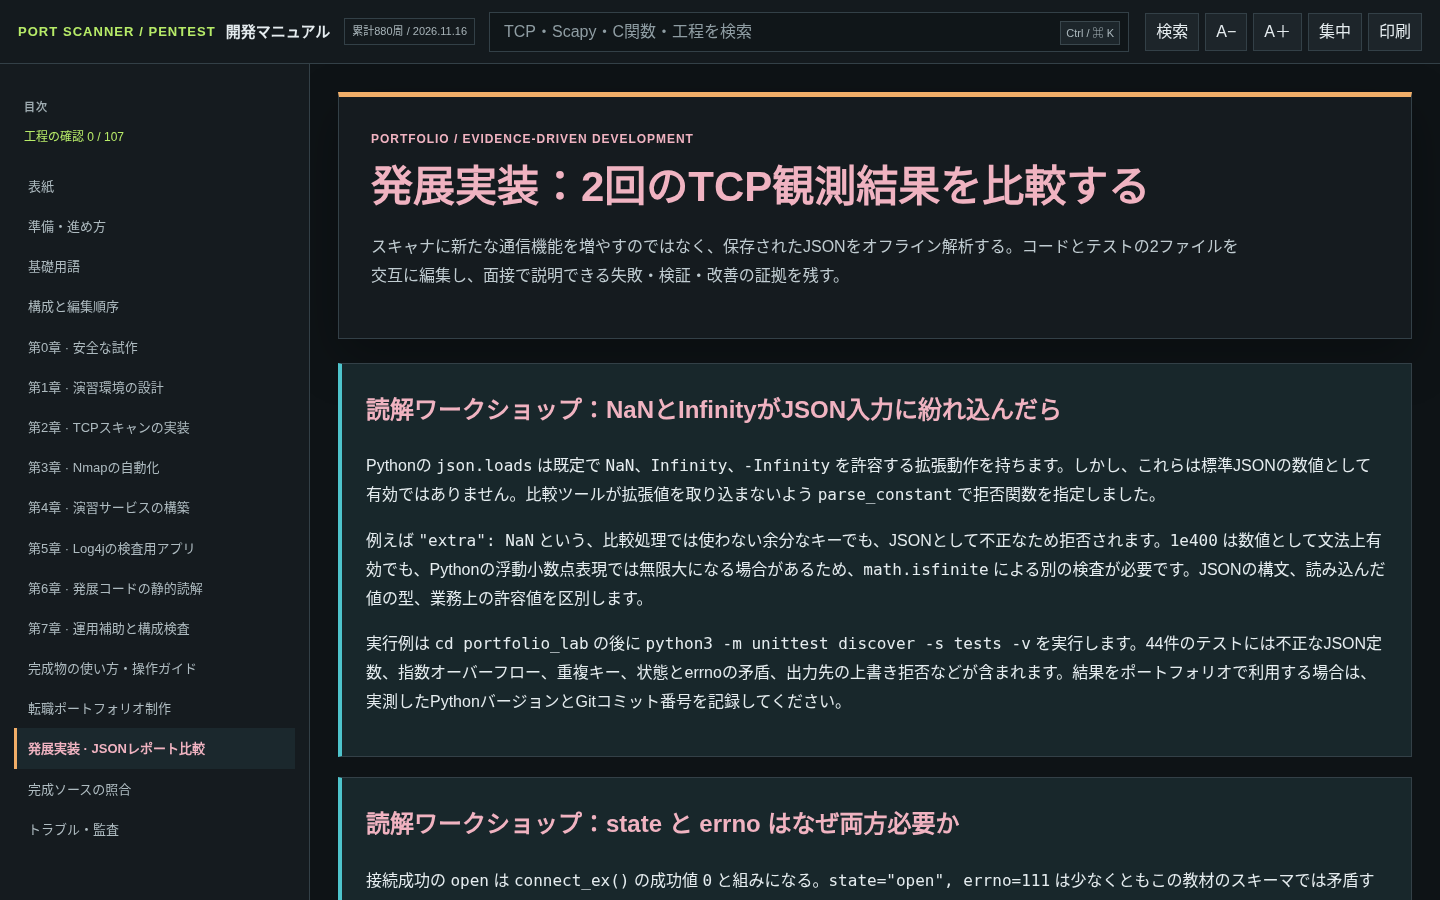 PORT SCANNER / PENTEST 開発マニュアル 累計880周 / 2026.11.16 TCP・Scapy・C関数・工程を検索 Ctrl / ⌘ K 検索 A− A＋ 集中 印刷
目次
工程の確認 0 / 107
表紙
準備・進め方
基礎用語
構成と編集順序
第0章 · 安全な試作
第1章 · 演習環境の設計
第2章 · TCPスキャンの実装
第3章 · Nmapの自動化
第4章 · 演習サービスの構築
第5章 · Log4jの検査用アプリ
第6章 · 発展コードの静的読解
第7章 · 運用補助と構成検査
完成物の使い方・操作ガイド
転職ポートフォリオ制作
発展実装 · JSONレポート比較
完成ソースの照合
トラブル・監査
PORTFOLIO / EVIDENCE-DRIVEN DEVELOPMENT
発展実装：2回のTCP観測結果を比較する
スキャナに新たな通信機能を増やすのではなく、保存されたJSONをオフライン解析する。コードとテストの2ファイルを
交互に編集し、面接で説明できる失敗・検証・改善の証拠を残す。
読解ワークショップ：NaNとInfinityがJSON入力に紛れ込んだら
Pythonの json.loads は既定で NaN、Infinity、-Infinity を許容する拡張動作を持ちます。しかし、これらは標準JSONの数値として
有効ではありません。比較ツールが拡張値を取り込まないよう parse_constant で拒否関数を指定しました。
例えば "extra": NaN という、比較処理では使わない余分なキーでも、JSONとして不正なため拒否されます。1e400 は数値として文法上有
効でも、Pythonの浮動小数点表現では無限大になる場合があるため、math.isfinite による別の検査が必要です。JSONの構文、読み込んだ
値の型、業務上の許容値を区別します。
実行例は cd portfolio_lab の後に python3 -m unittest discover -s tests -v を実行します。44件のテストには不正なJSON定
数、指数オーバーフロー、重複キー、状態とerrnoの矛盾、出力先の上書き拒否などが含まれます。結果をポートフォリオで利用する場合は、
実測したPythonバージョンとGitコミット番号を記録してください。
読解ワークショップ：state と errno はなぜ両方必要か
接続成功の open は connect_ex() の成功値 0 と組みになる。state="open", errno=111 は少なくともこの教材のスキーマでは矛盾す